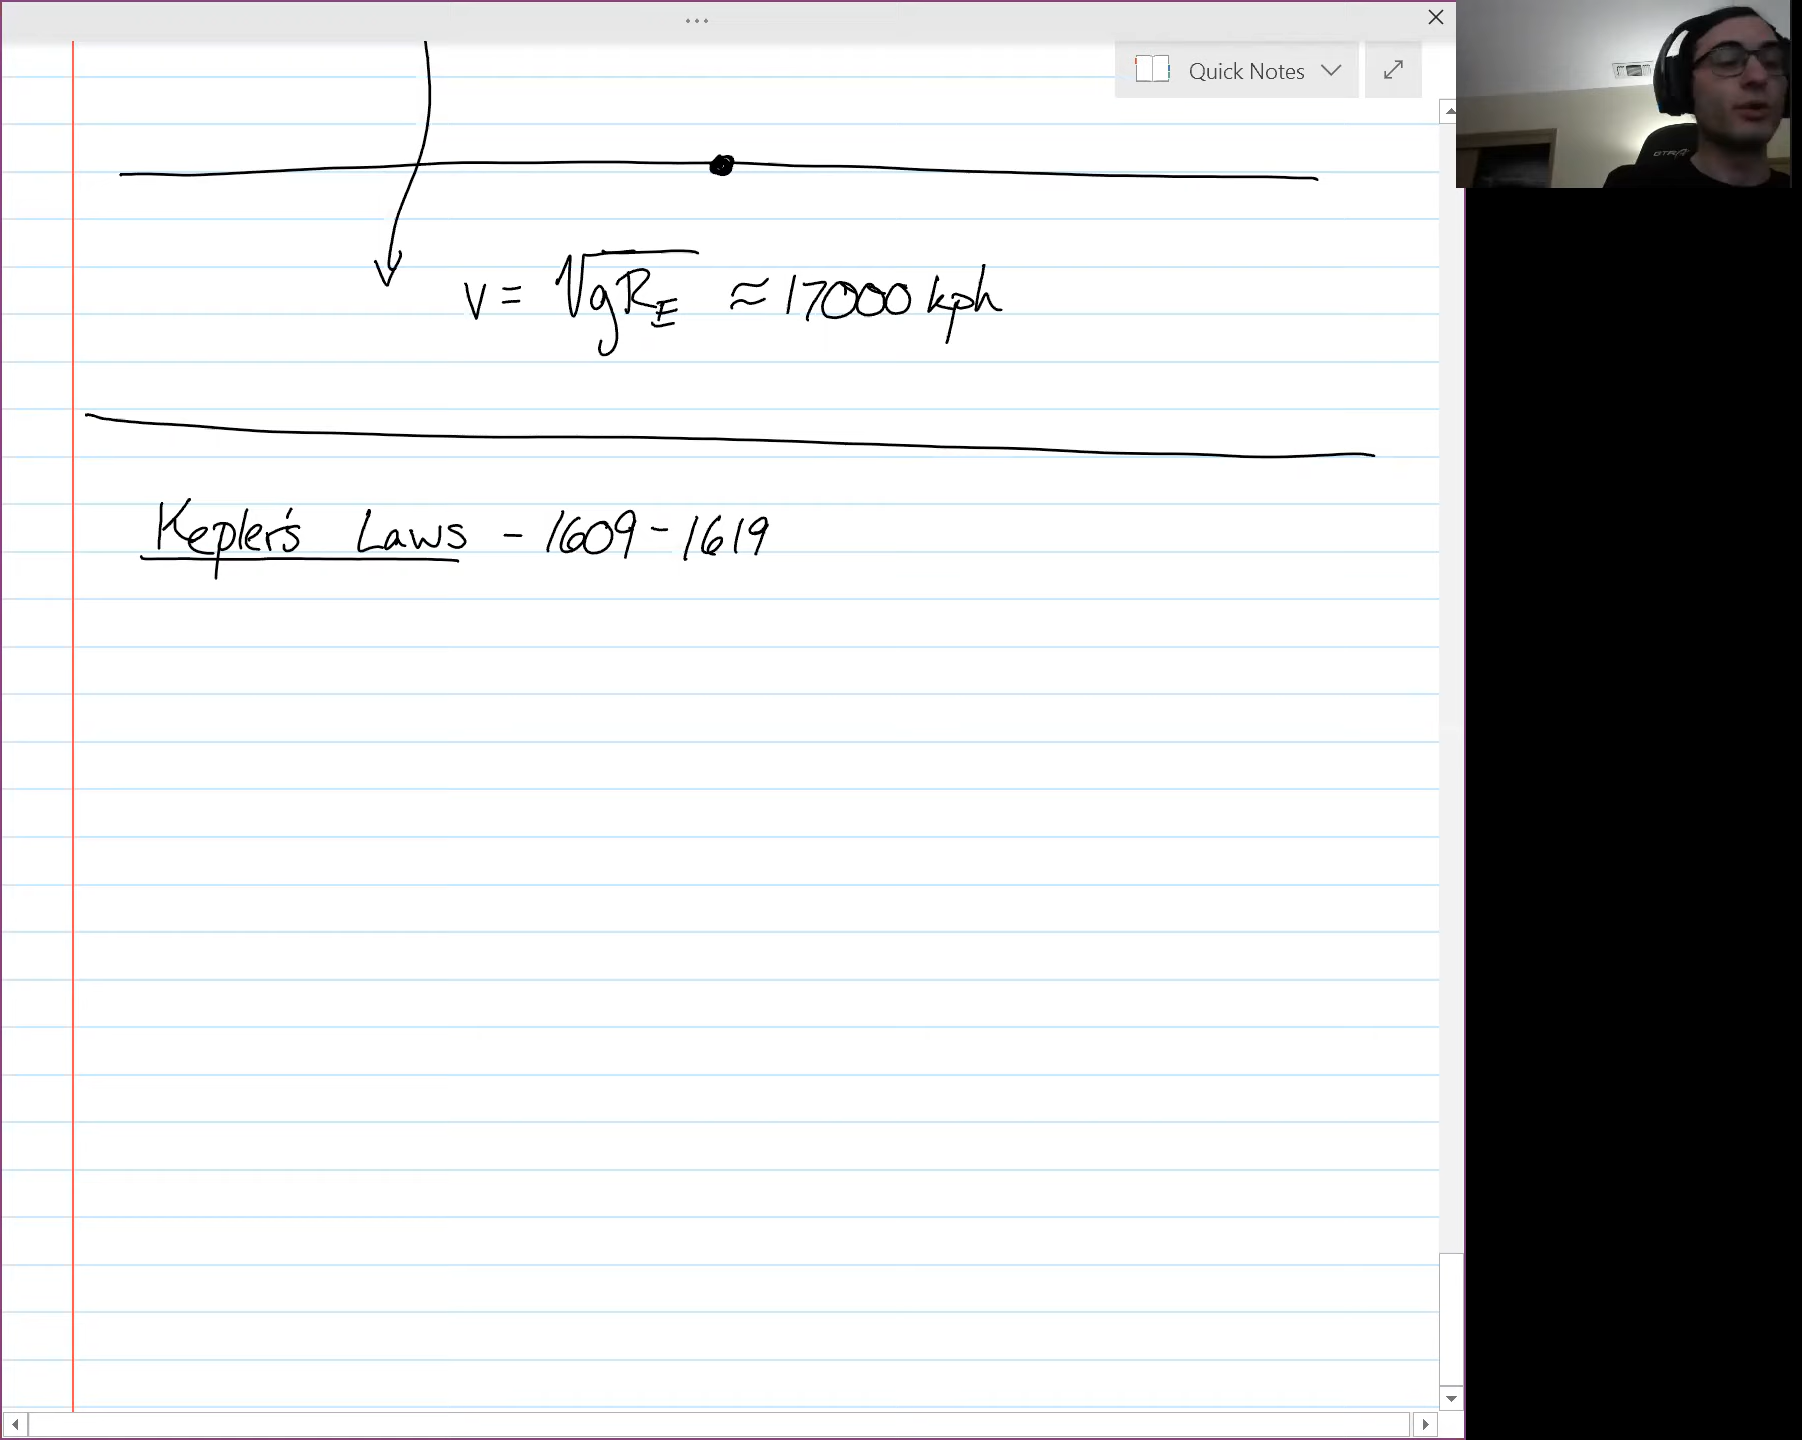 Quick Notes
v = √gR_E ≈ 17000 kph
Kepler's Laws - 1609 - 1619